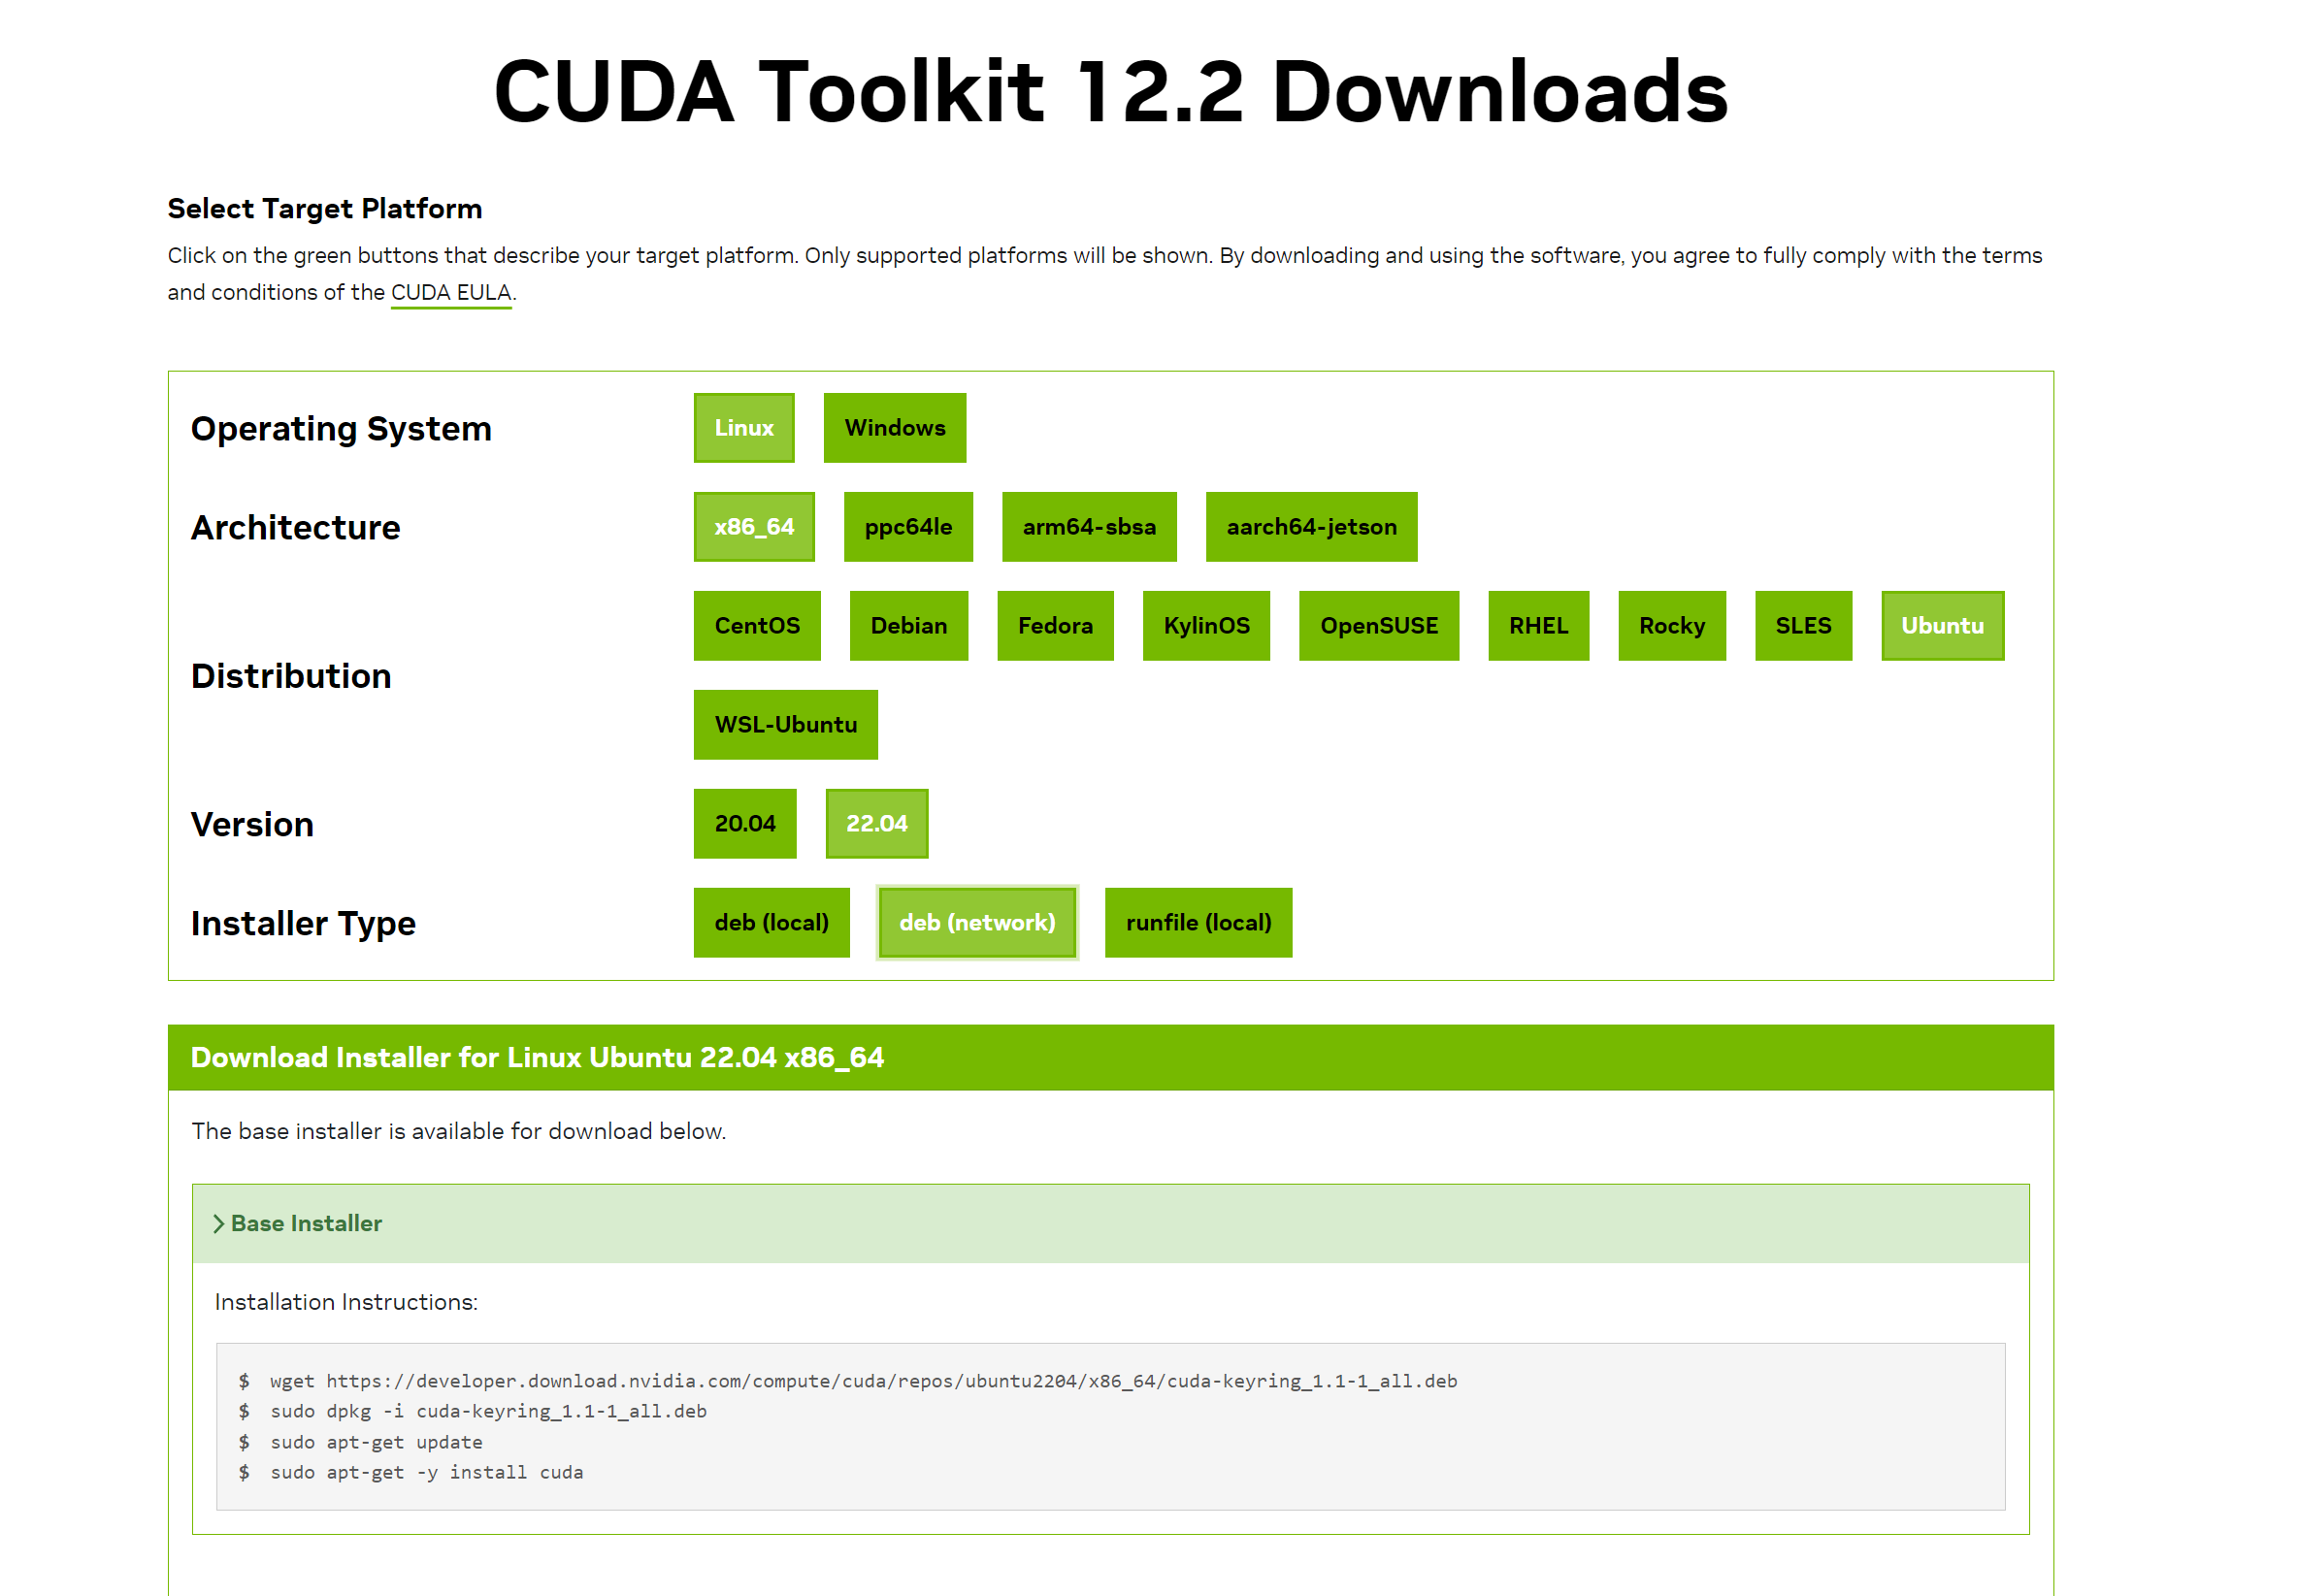 CUDA Toolkit 12.2 Downloads
Select Target Platform
Click on the green buttons that describe your target platform. Only supported platforms will be shown. By downloading and using the software, you agree to fully comply with the terms
and conditions of the CUDA EULA.
Operating System
Linux Windows
Architecture
x86_64 ppc64le arm64-sbsa aarch64-jetson
Distribution
CentOS Debian Fedora KylinOS OpenSUSE RHEL Rocky SLES Ubuntu
WSL-Ubuntu
Version
20.04 22.04
Installer Type
deb (local) deb (network) runfile (local)
Download Installer for Linux Ubuntu 22.04 x86_64
The base installer is available for download below.
Base Installer
Installation Instructions:
$ wget https://developer.download.nvidia.com/compute/cuda/repos/ubuntu2204/x86_64/cuda-keyring_1.1-1_all.deb
$ sudo dpkg -i cuda-keyring_1.1-1_all.deb
$ sudo apt-get update
$ sudo apt-get -y install cuda